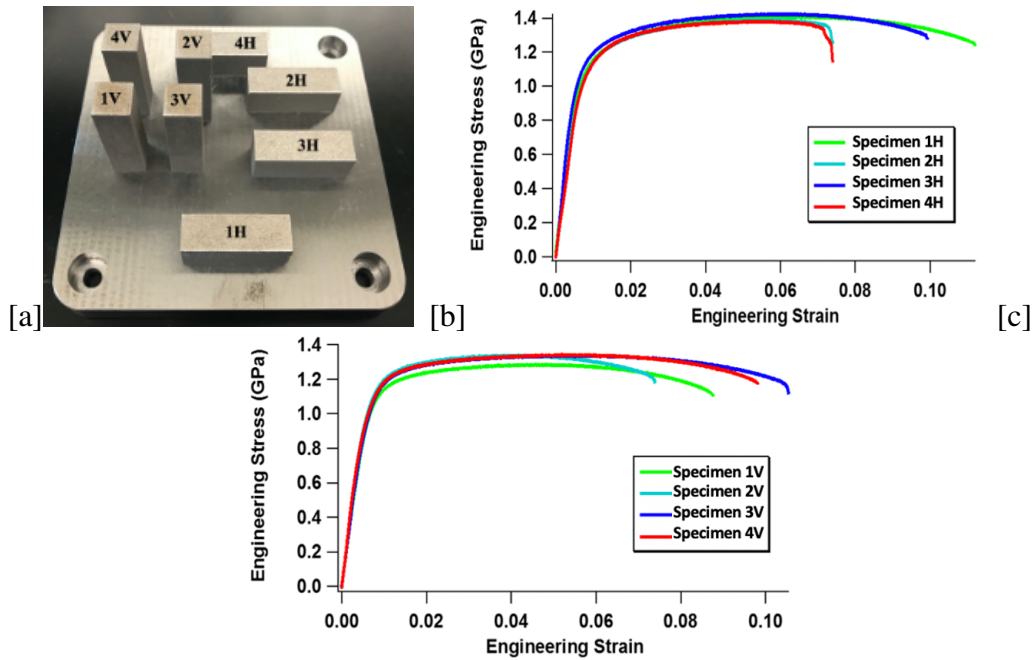 [a]
4V 2V 4H
2H
1V 3V
3H
1H
[b]
Engineering Stress (GPa)
1.4
1.2
1.0
0.8
0.6
0.4
0.2
0.0
Specimen 1H
Specimen 2H
Specimen 3H
Specimen 4H
0.00 0.02 0.04 0.06 0.08 0.10
Engineering Strain
[c]
Engineering Stress (GPa)
1.4
1.2
1.0
0.8
0.6
0.4
0.2
0.0
Specimen 1V
Specimen 2V
Specimen 3V
Specimen 4V
0.00 0.02 0.04 0.06 0.08 0.10
Engineering Strain